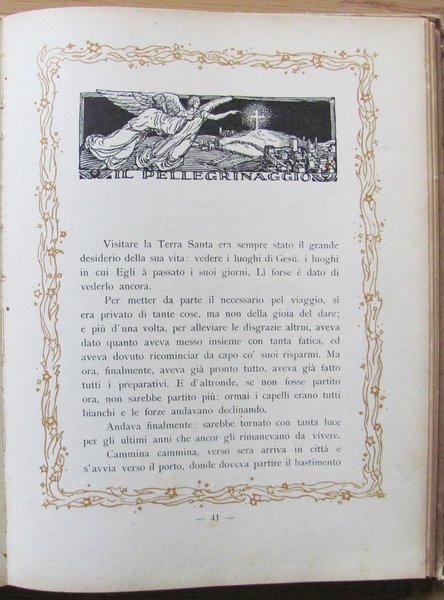 IL PELLEGRINAGGIO
Visitare la Terra Santa era sempre stato il grande
desiderio della sua vita: vedere i luoghi di Gesú, i luoghi
in cui Egli à passato i suoi giorni. Lì forse è dato di
vederlo ancora.
Per metter da parte il necessario pel viaggio, si
era privato di tante cose, ma non della gioia del dare;
e più d'una volta, per alleviare le disgrazie altrui, aveva
dato quanto aveva messo insieme con tanta fatica, ed
aveva dovuto ricominciar da capo co' suoi risparmi. Ma
ora, finalmente, aveva già pronto tutto, aveva già fatto
tutti i preparativi. E d'altronde, se non fosse partito
ora, non sarebbe partito più: ormai i capelli erano tutti
bianchi e le forze andavano declinando.
Andava finalmente: sarebbe tornato con tanta luce
per gli ultimi anni che ancor gli rimanevano da vivere.
Cammina cammina, verso sera arriva in città e
s'avvia verso il porto, donde doveva partire il bastimento
— 41 —